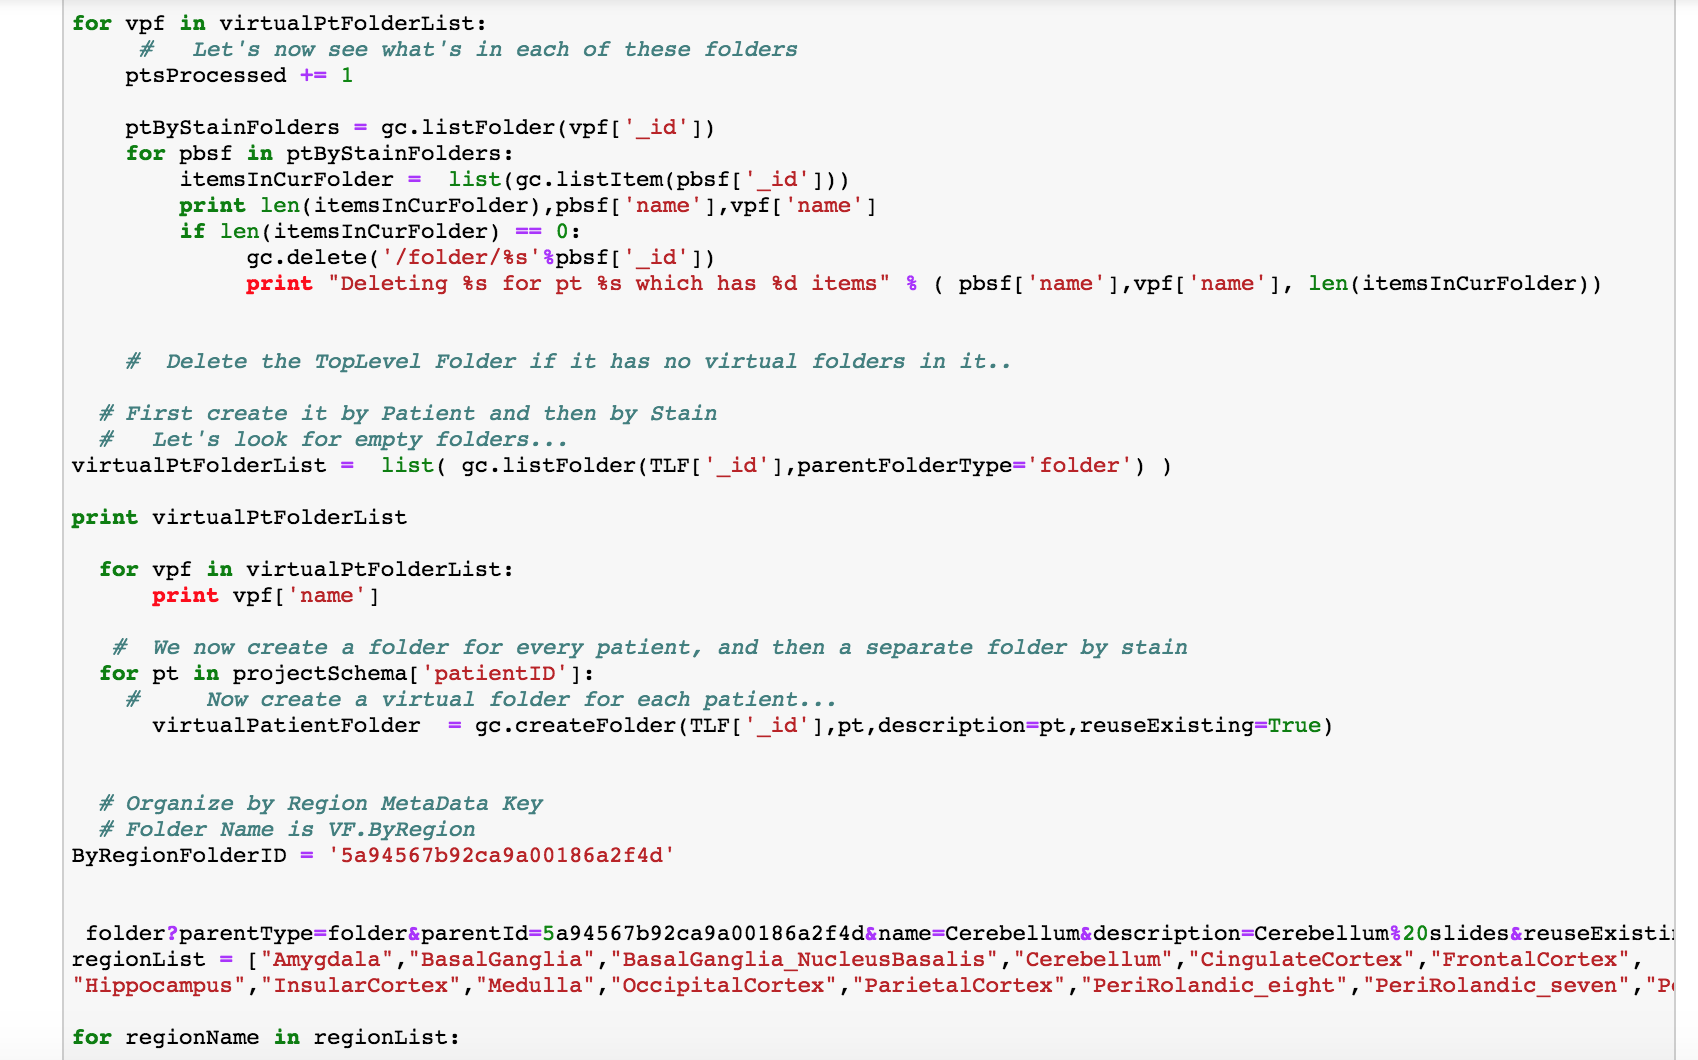 for vpf in virtualPtFolderList:
     #   Let's now see what's in each of these folders
    ptsProcessed += 1

    ptByStainFolders = gc.listFolder(vpf['_id'])
    for pbsf in ptByStainFolders:
        itemsInCurFolder =  list(gc.listItem(pbsf['_id']))
        print len(itemsInCurFolder),pbsf['name'],vpf['name']
        if len(itemsInCurFolder) == 0:
             gc.delete('/folder/%s'%pbsf['_id'])
             print "Deleting %s for pt %s which has %d items" % ( pbsf['name'],vpf['name'], len(itemsInCurFolder))

    #  Delete the TopLevel Folder if it has no virtual folders in it..

  # First create it by Patient and then by Stain
  #   Let's look for empty folders...
virtualPtFolderList =  list( gc.listFolder(TLF['_id'],parentFolderType='folder') )

print virtualPtFolderList

  for vpf in virtualPtFolderList:
      print vpf['name']

   #  We now create a folder for every patient, and then a separate folder by stain
  for pt in projectSchema['patientID']:
    #     Now create a virtual folder for each patient...
      virtualPatientFolder  = gc.createFolder(TLF['_id'],pt,description=pt,reuseExisting=True)

  # Organize by Region MetaData Key
  # Folder Name is VF.ByRegion
ByRegionFolderID = '5a94567b92ca9a00186a2f4d'

 folder?parentType=folder&parentId=5a94567b92ca9a00186a2f4d&name=Cerebellum&description=Cerebellum%20slides&reuseExisti
regionList = ["Amygdala","BasalGanglia","BasalGanglia_NucleusBasalis","Cerebellum","CingulateCortex","FrontalCortex",
"Hippocampus","InsularCortex","Medulla","OccipitalCortex","ParietalCortex","PeriRolandic_eight","PeriRolandic_seven","P

for regionName in regionList: